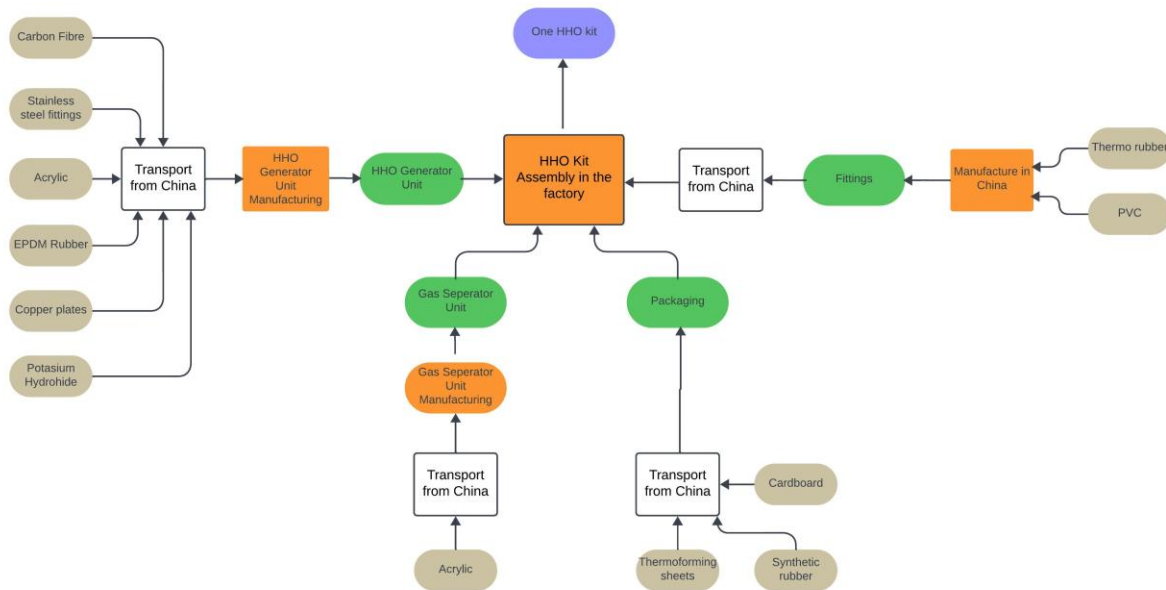 Carbon Fibre
Stainless
steel fittings
Acrylic
EPDM Rubber
Copper plates
Potasium
Hydrohide
Transport
from China
HHO
Generator
Unit
Manufacturing
HHO Generator
Unit
One HHO kit
HHO Kit
Assembly in the
factory
Transport
from China
Fittings
Manufacture in
China
Thermo rubber
PVC
Gas Seperator
Unit
Gas Seperator
Unit
Manufacturing
Transport
from China
Acrylic
Packaging
Transport
from China
Cardboard
Thermoforming
sheets
Synthetic
rubber